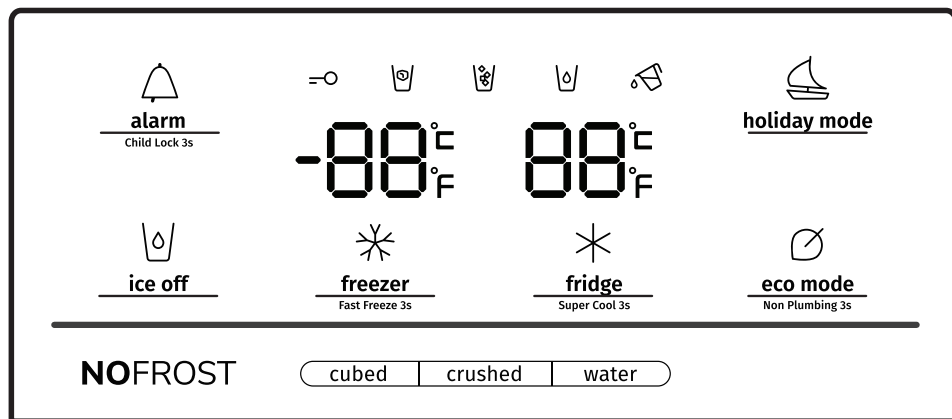 alarm
Child Lock 3s
-88°C
°F
88°C
°F
holiday mode
ice off
freezer
Fast Freeze 3s
fridge
Super Cool 3s
eco mode
Non Plumbing 3s
NOFROST
cubed
crushed
water